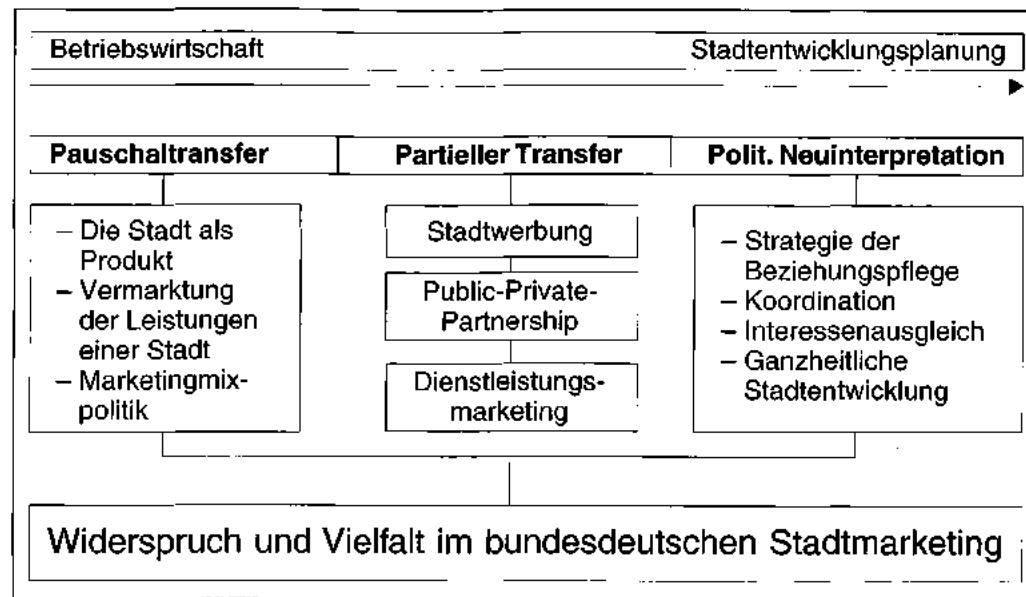 Betriebswirtschaft Stadtentwicklungsplanung
Pauschaltransfer Partieller Transfer Polit. Neuinterpretation
– Die Stadt als
Produkt
– Vermarktung
der Leistungen
einer Stadt
– Marketingmix-
politik
Stadtwerbung
Public-Private-
Partnership
Dienstleistungs-
marketing
– Strategie der
Beziehungspflege
– Koordination
– Interessenausgleich
– Ganzheitliche
Stadtentwicklung
Widerspruch und Vielfalt im bundesdeutschen Stadtmarketing